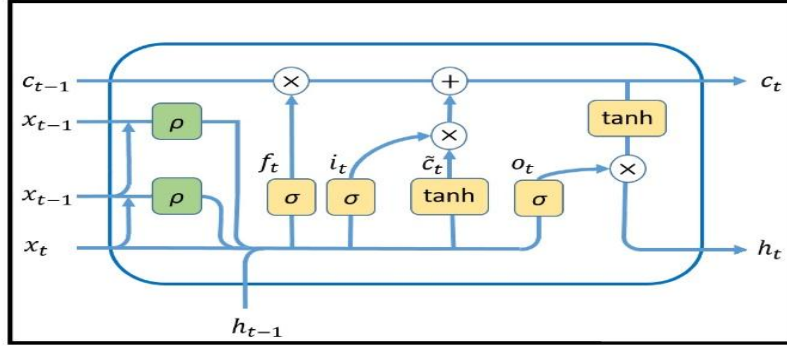 c_{t-1} × + c_t
x_{t-1} ρ tanh
f_t i_t × c̃_t o_t ×
x_{t-1} ρ σ σ tanh σ
x_t h_t
h_{t-1}